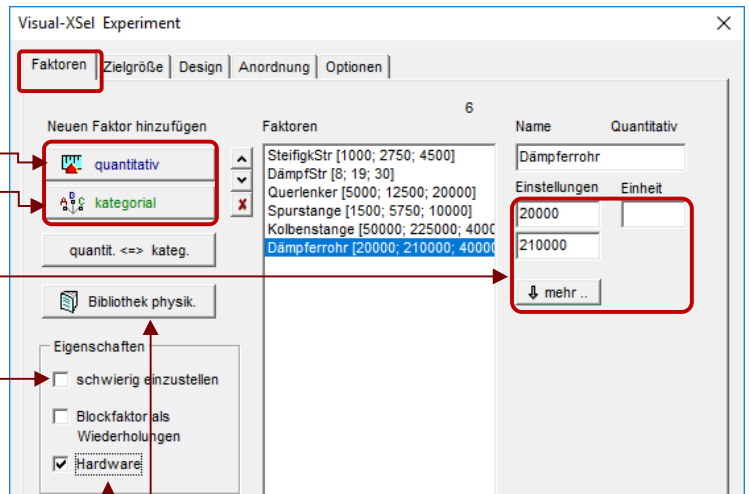 Visual-XSel Experiment
Faktoren
Zielgröße
Design
Anordnung
Optionen
6
Neuen Faktor hinzufügen
quantitativ
kategorial
quantit. <=> kateg.
Bibliothek physik.
Eigenschaften
schwierig einzustellen
Blockfaktor als
Wiederholungen
Hardware
Faktoren
SteifigkStr [1000; 2750; 4500]
DämpfStr [8; 19; 30]
Querlenker [5000; 12500; 20000]
Spurstange [1500; 5750; 10000]
Kolbenstange [50000; 225000; 4000
Dämpferrohr [20000; 210000; 40000
Name
Quantitativ
Dämpferrohr
Einstellungen
Einheit
20000
210000
mehr ..